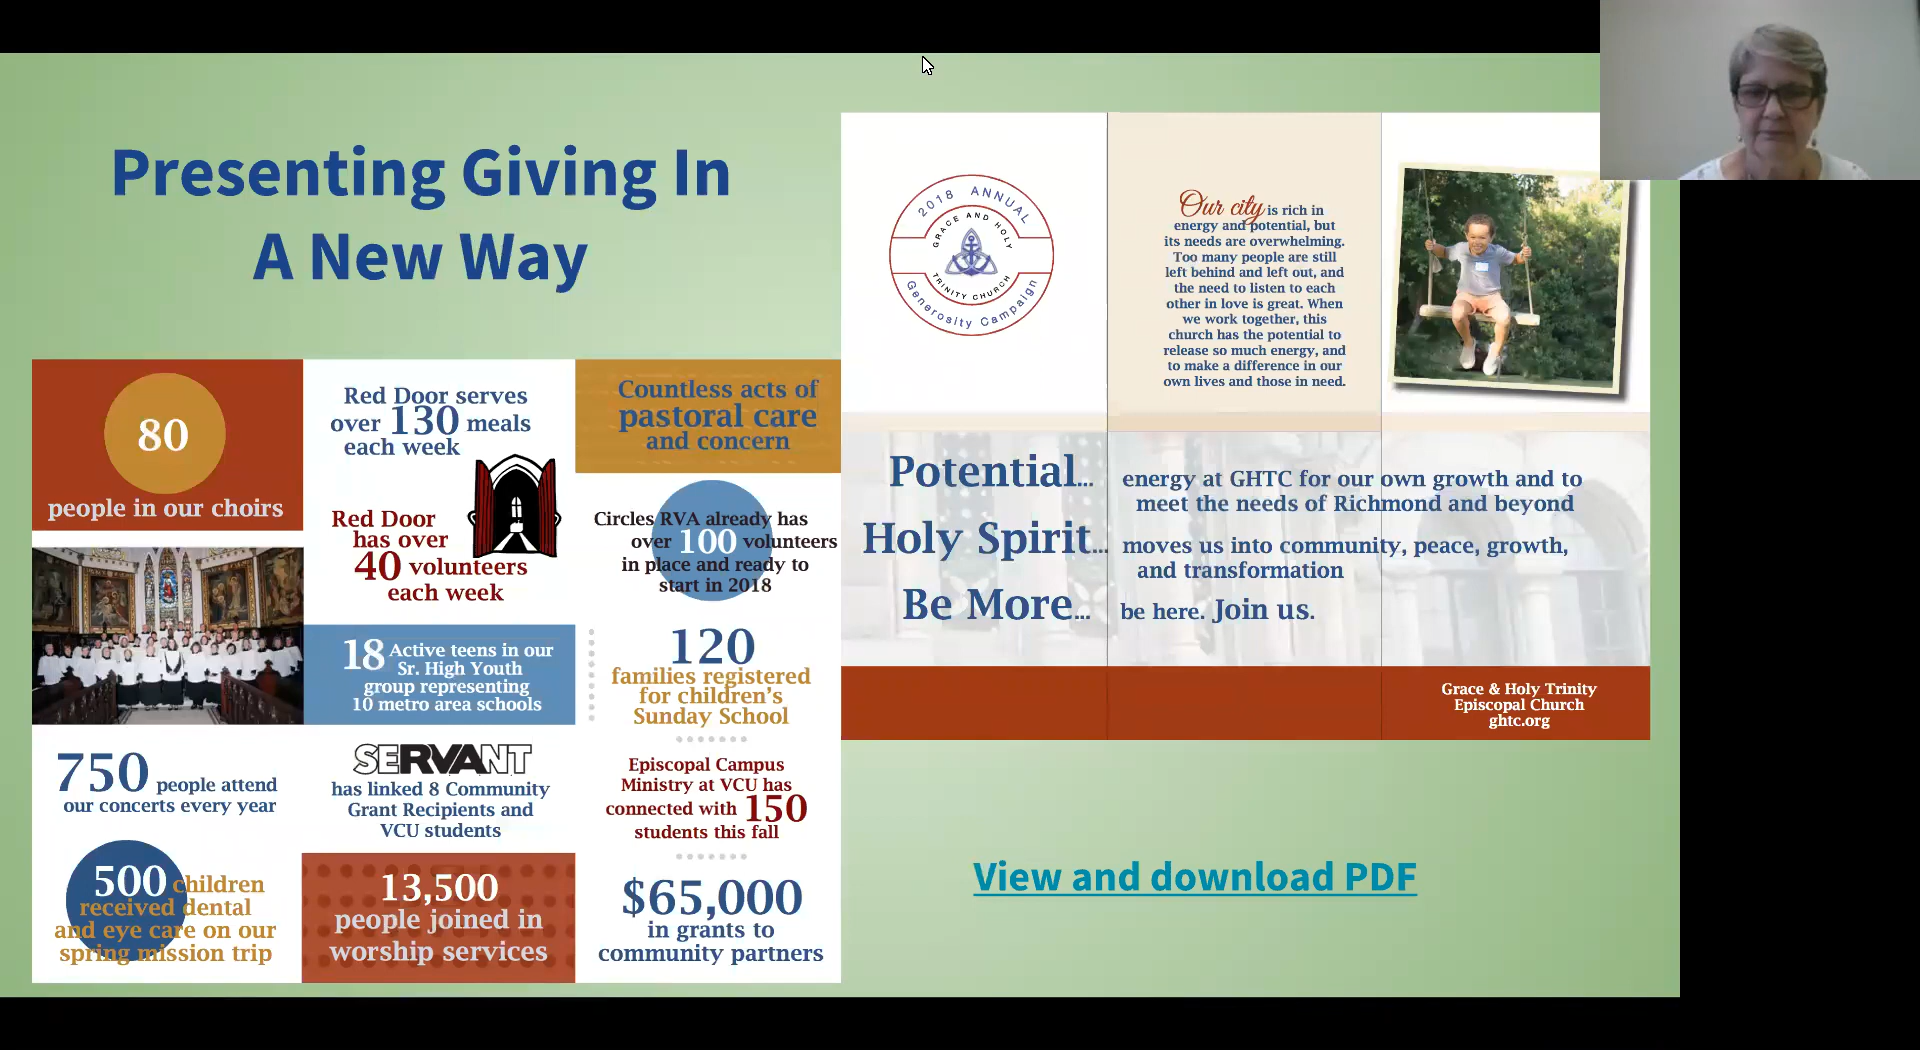 Presenting Giving In
A New Way
80
people in our choirs
750 people attend
our concerts every year
500 children
received dental
and eye care on our
spring mission trip
Red Door serves
over 130 meals
each week
Red Door
has over
40 volunteers
each week
18 Active teens in our
Sr. High Youth
group representing
10 metro area schools
SERVANT
has linked 8 Community
Grant Recipients and
VCU students
13,500
people joined in
worship services
Countless acts of
pastoral care
and concern
Circles RVA already has
over 100 volunteers
in place and ready to
start in 2018
120
families registered
for children's
Sunday School
Episcopal Campus
Ministry at VCU has
connected with 150
students this fall
$65,000
in grants to
community partners
2018 ANNUAL
GRACE AND HOLY
TRINITY CHURCH
Generosity Campaign
Our city is rich in
energy and potential, but
its needs are overwhelming.
Too many people are still
left behind and left out, and
the need to listen to each
other in love is great. When
we work together, this
church has the potential to
release so much energy, and
to make a difference in our
own lives and those in need.
Potential... energy at GHTC for our own growth and to
meet the needs of Richmond and beyond
Holy Spirit... moves us into community, peace, growth,
and transformation
Be More... be here. Join us.
Grace & Holy Trinity
Episcopal Church
ghtc.org
View and download PDF